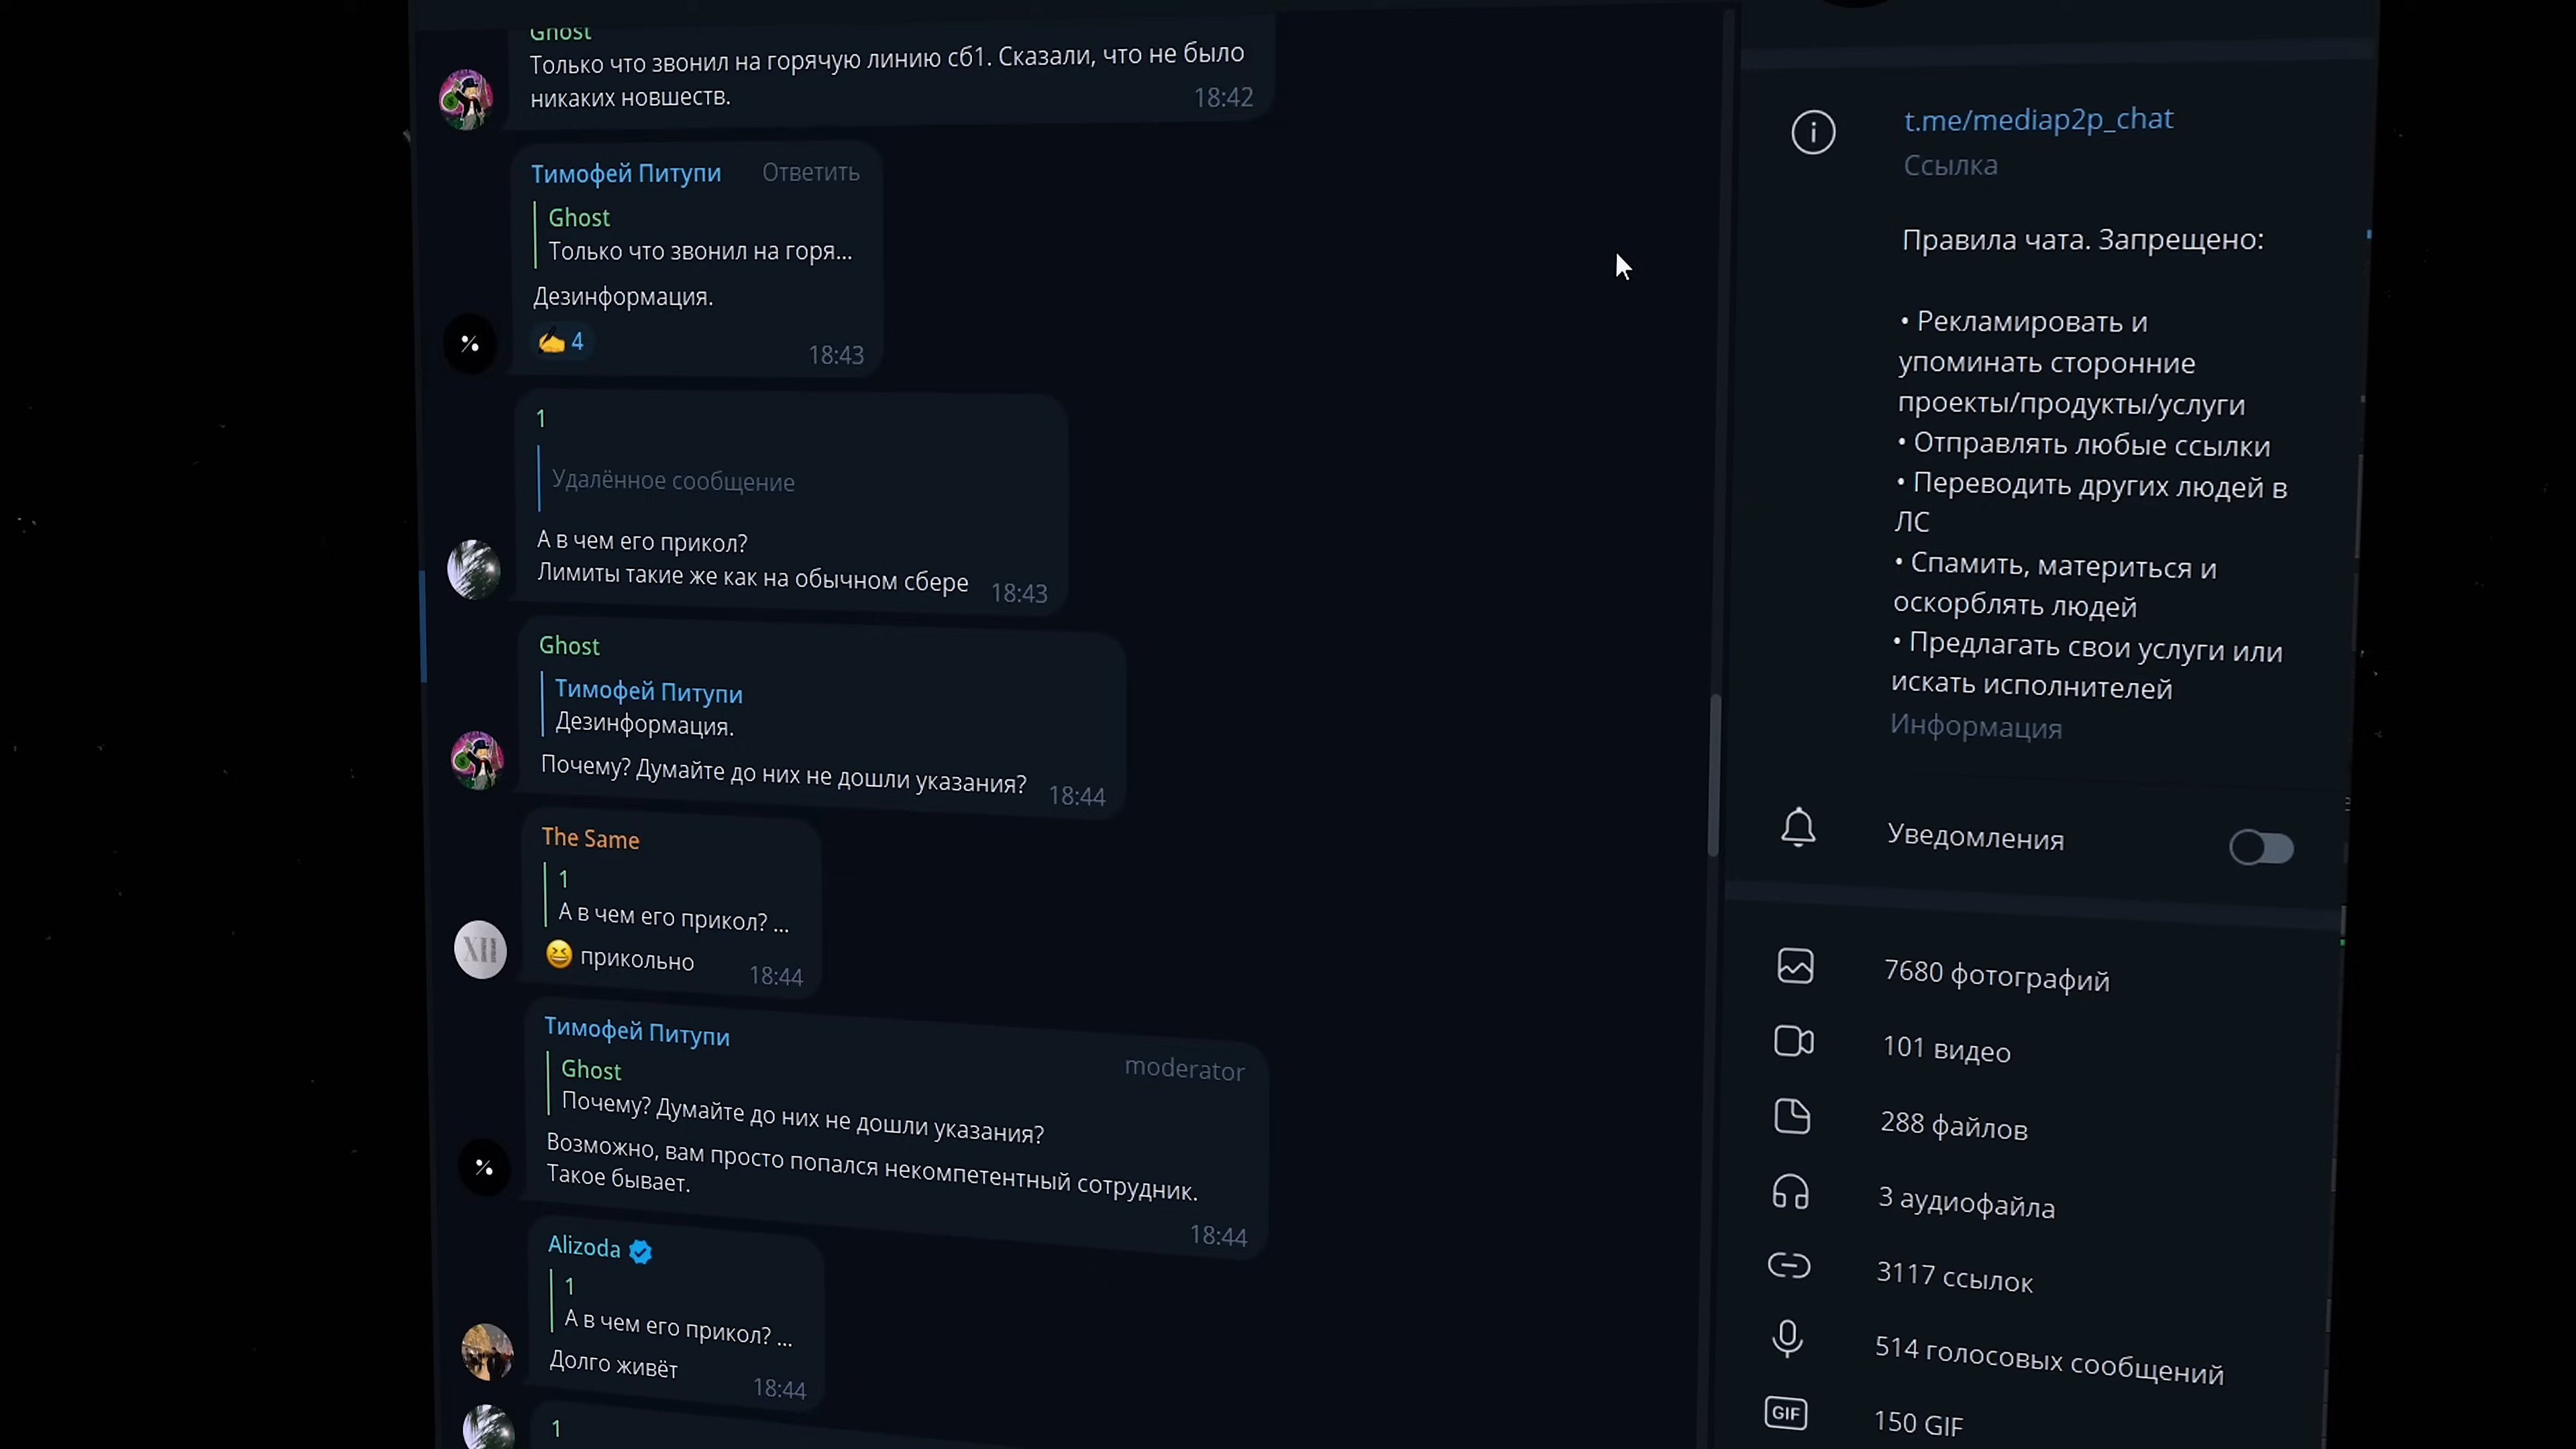 Ghost
Только что звонил на горячую линию сб1. Сказали, что не было
никаких новшеств.
18:42
Тимофей Питупи
Ответить
Ghost
Только что звонил на горя...
Дезинформация.
4
18:43
1
Удалённое сообщение
А в чем его прикол?
Лимиты такие же как на обычном сбере
18:43
Ghost
Тимофей Питупи
Дезинформация.
Почему? Думайте до них не дошли указания?
18:44
The Same
1
А в чем его прикол? ...
XII
😆 прикольно
18:44
Тимофей Питупи
moderator
Ghost
Почему? Думайте до них не дошли указания?
Возможно, вам просто попался некомпетентный сотрудник.
Такое бывает.
18:44
Alizoda
1
А в чем его прикол? ...
Долго живёт
18:44
1
t.me/mediap2p_chat
Ссылка
Правила чата. Запрещено:
• Рекламировать и
упоминать сторонние
проекты/продукты/услуги
• Отправлять любые ссылки
• Переводить других людей в
ЛС
• Спамить, материться и
оскорблять людей
• Предлагать свои услуги или
искать исполнителей
Информация
Уведомления
7680 фотографий
101 видео
288 файлов
3 аудиофайла
3117 ссылок
514 голосовых сообщений
GIF
150 GIF